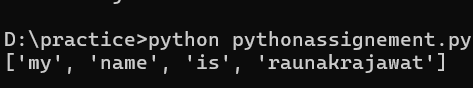 D:\practice>python pythonassignement.py
['my', 'name', 'is', 'raunakrajawat']